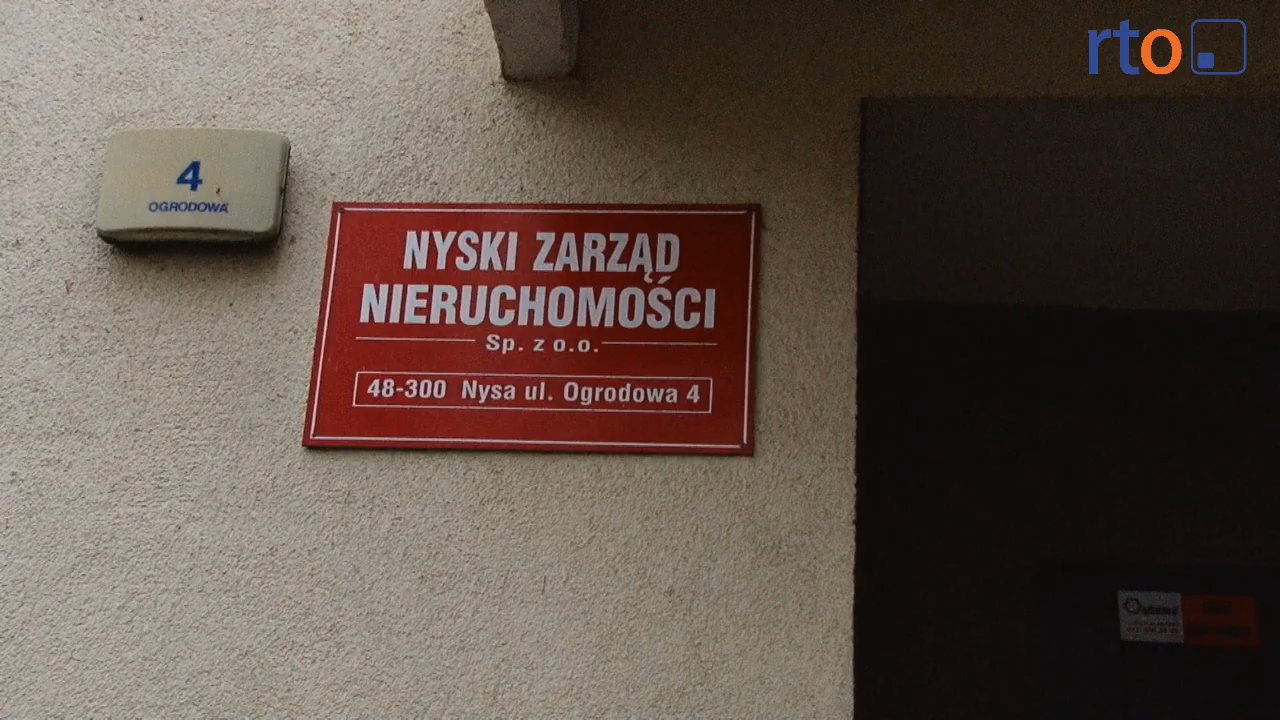 rto
4
OGRODOWA
NYSKI ZARZĄD
NIERUCHOMOŚCI
Sp. z o.o.
48-300 Nysa ul. Ogrodowa 4